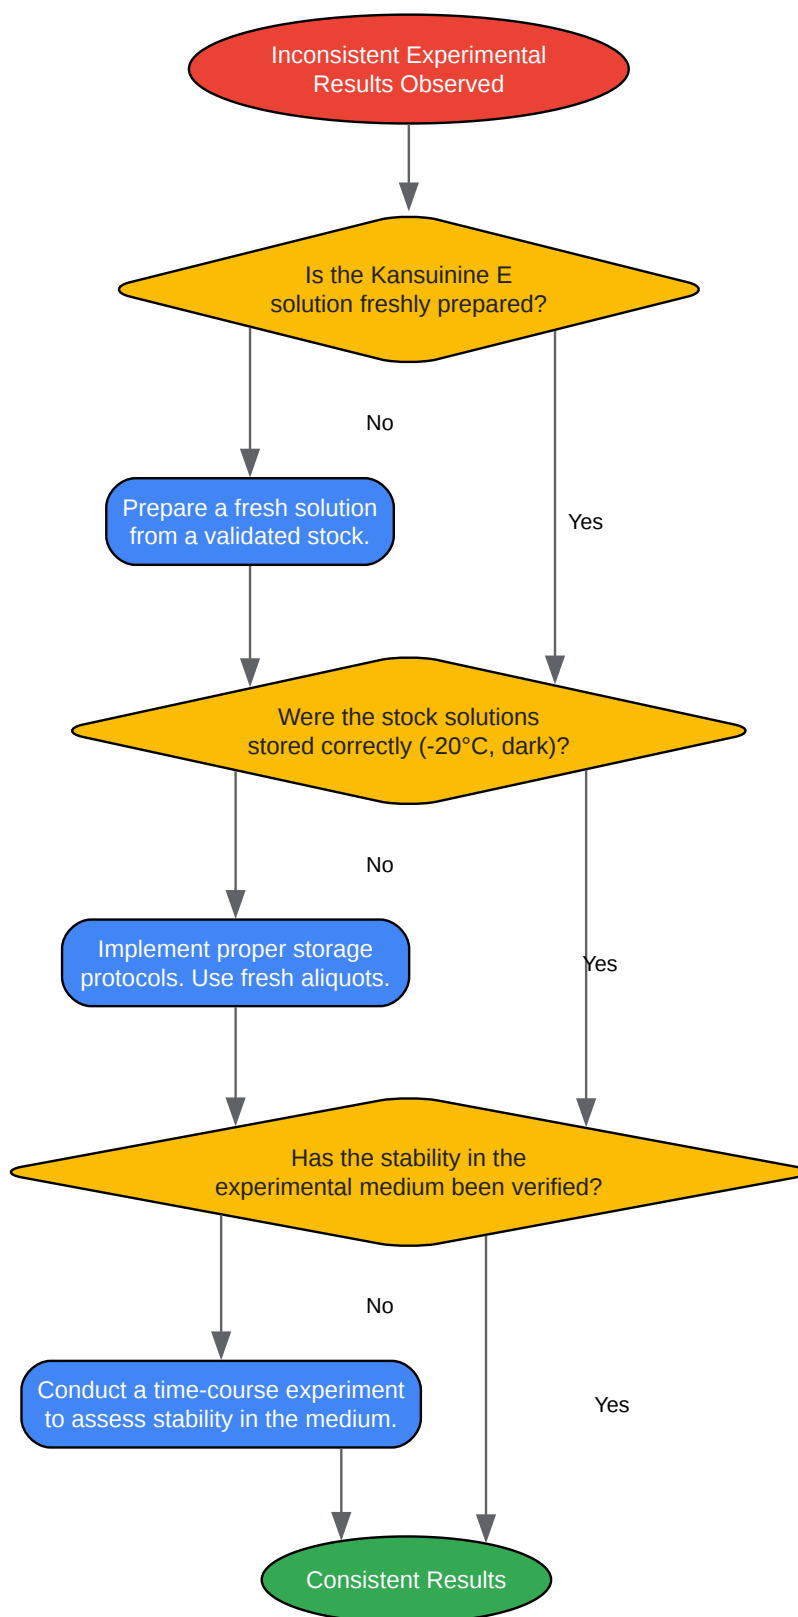 Inconsistent Experimental
Results Observed
Is the Kansuinine E
solution freshly prepared?
No
Prepare a fresh solution
from a validated stock.
Yes
Were the stock solutions
stored correctly (-20°C, dark)?
No
Implement proper storage
protocols. Use fresh aliquots.
Yes
Has the stability in the
experimental medium been verified?
No
Conduct a time-course experiment
to assess stability in the medium.
Yes
Consistent Results